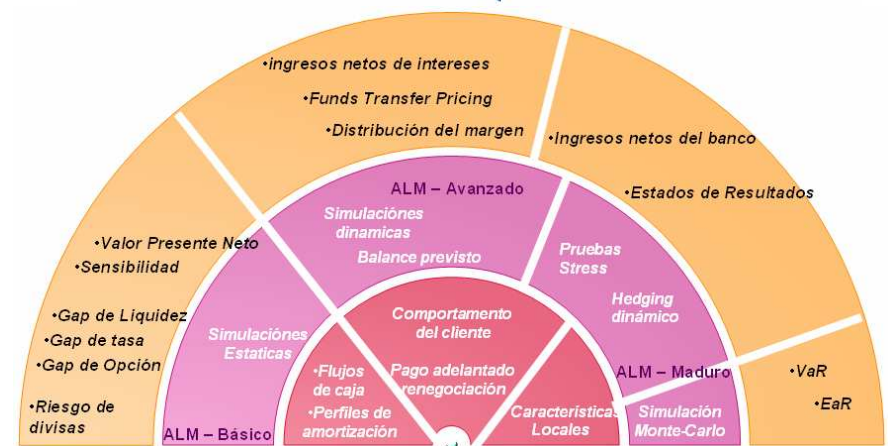 •ingresos netos de intereses
•Funds Transfer Pricing
•Distribución del margen
•Ingresos netos del banco
•Estados de Resultados
•Valor Presente Neto
•Sensibilidad
•Gap de Liquidez
•Gap de tasa
•Gap de Opción
•Riesgo de
divisas
•VaR
•EaR
ALM – Avanzado
Simulaciónes
dinamicas
Balance previsto
Pruebas
Stress
Hedging
dinámico
Simulaciónes
Estaticas
ALM – Básico
ALM – Maduro
Simulación
Monte-Carlo
Comportamento
del cliente
Pago adelantado
renegociación
•Flujos
de caja
•Perfiles de
amortización
Caracteristicas
Locales